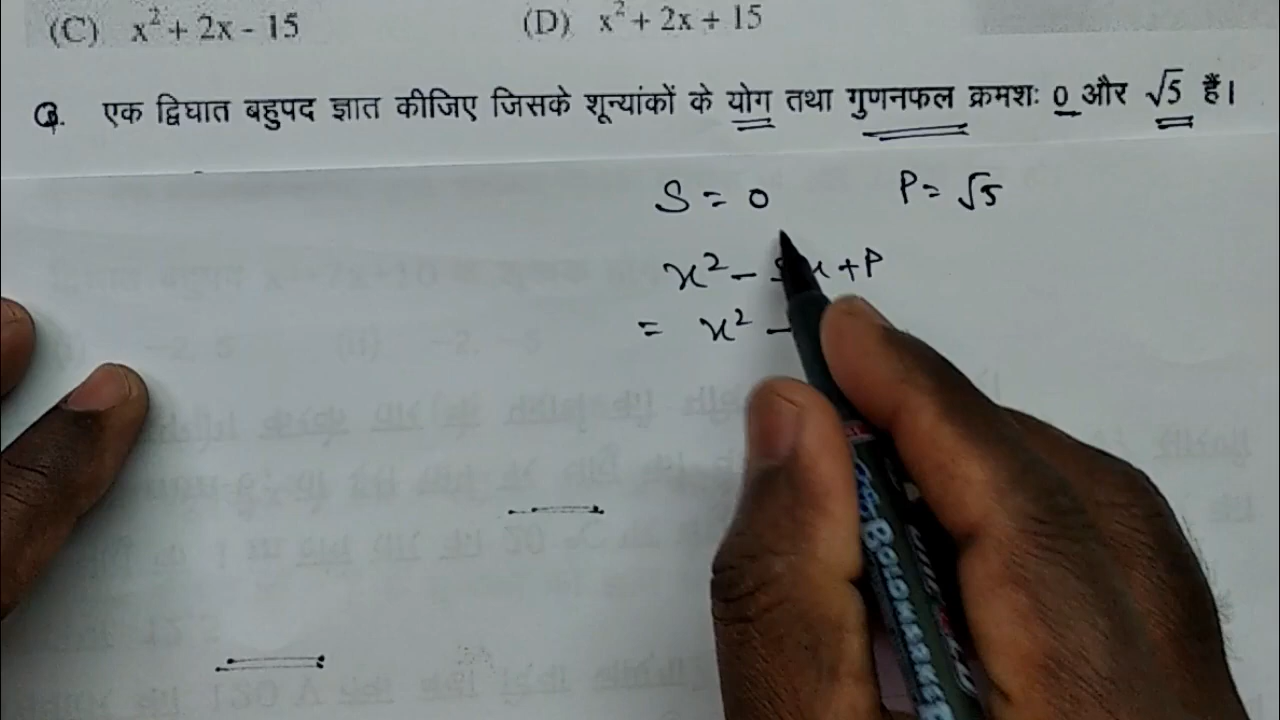 (C) x² + 2x - 15 (D) x² + 2x + 15
Q. एक द्विघात बहुपद ज्ञात कीजिए जिसके शून्यांकों के योग तथा गुणनफल क्रमशः 0 और √5 हैं।
S = 0 P = √5
x² - x + P
= x² -
BOLDMARKER